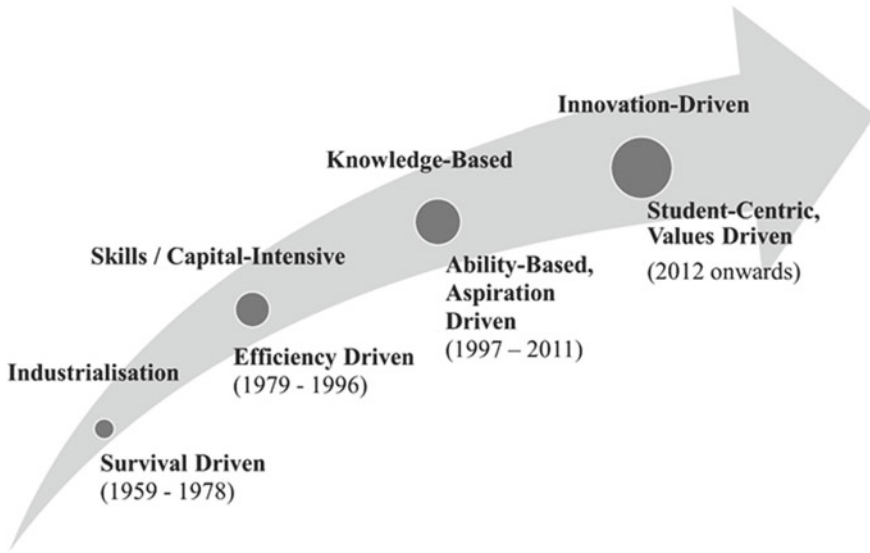 Innovation-Driven
Knowledge-Based
Student-Centric,
Values Driven
(2012 onwards)
Skills / Capital-Intensive
Ability-Based,
Aspiration
Driven
(1997 – 2011)
Industrialisation
Efficiency Driven
(1979 - 1996)
Survival Driven
(1959 - 1978)